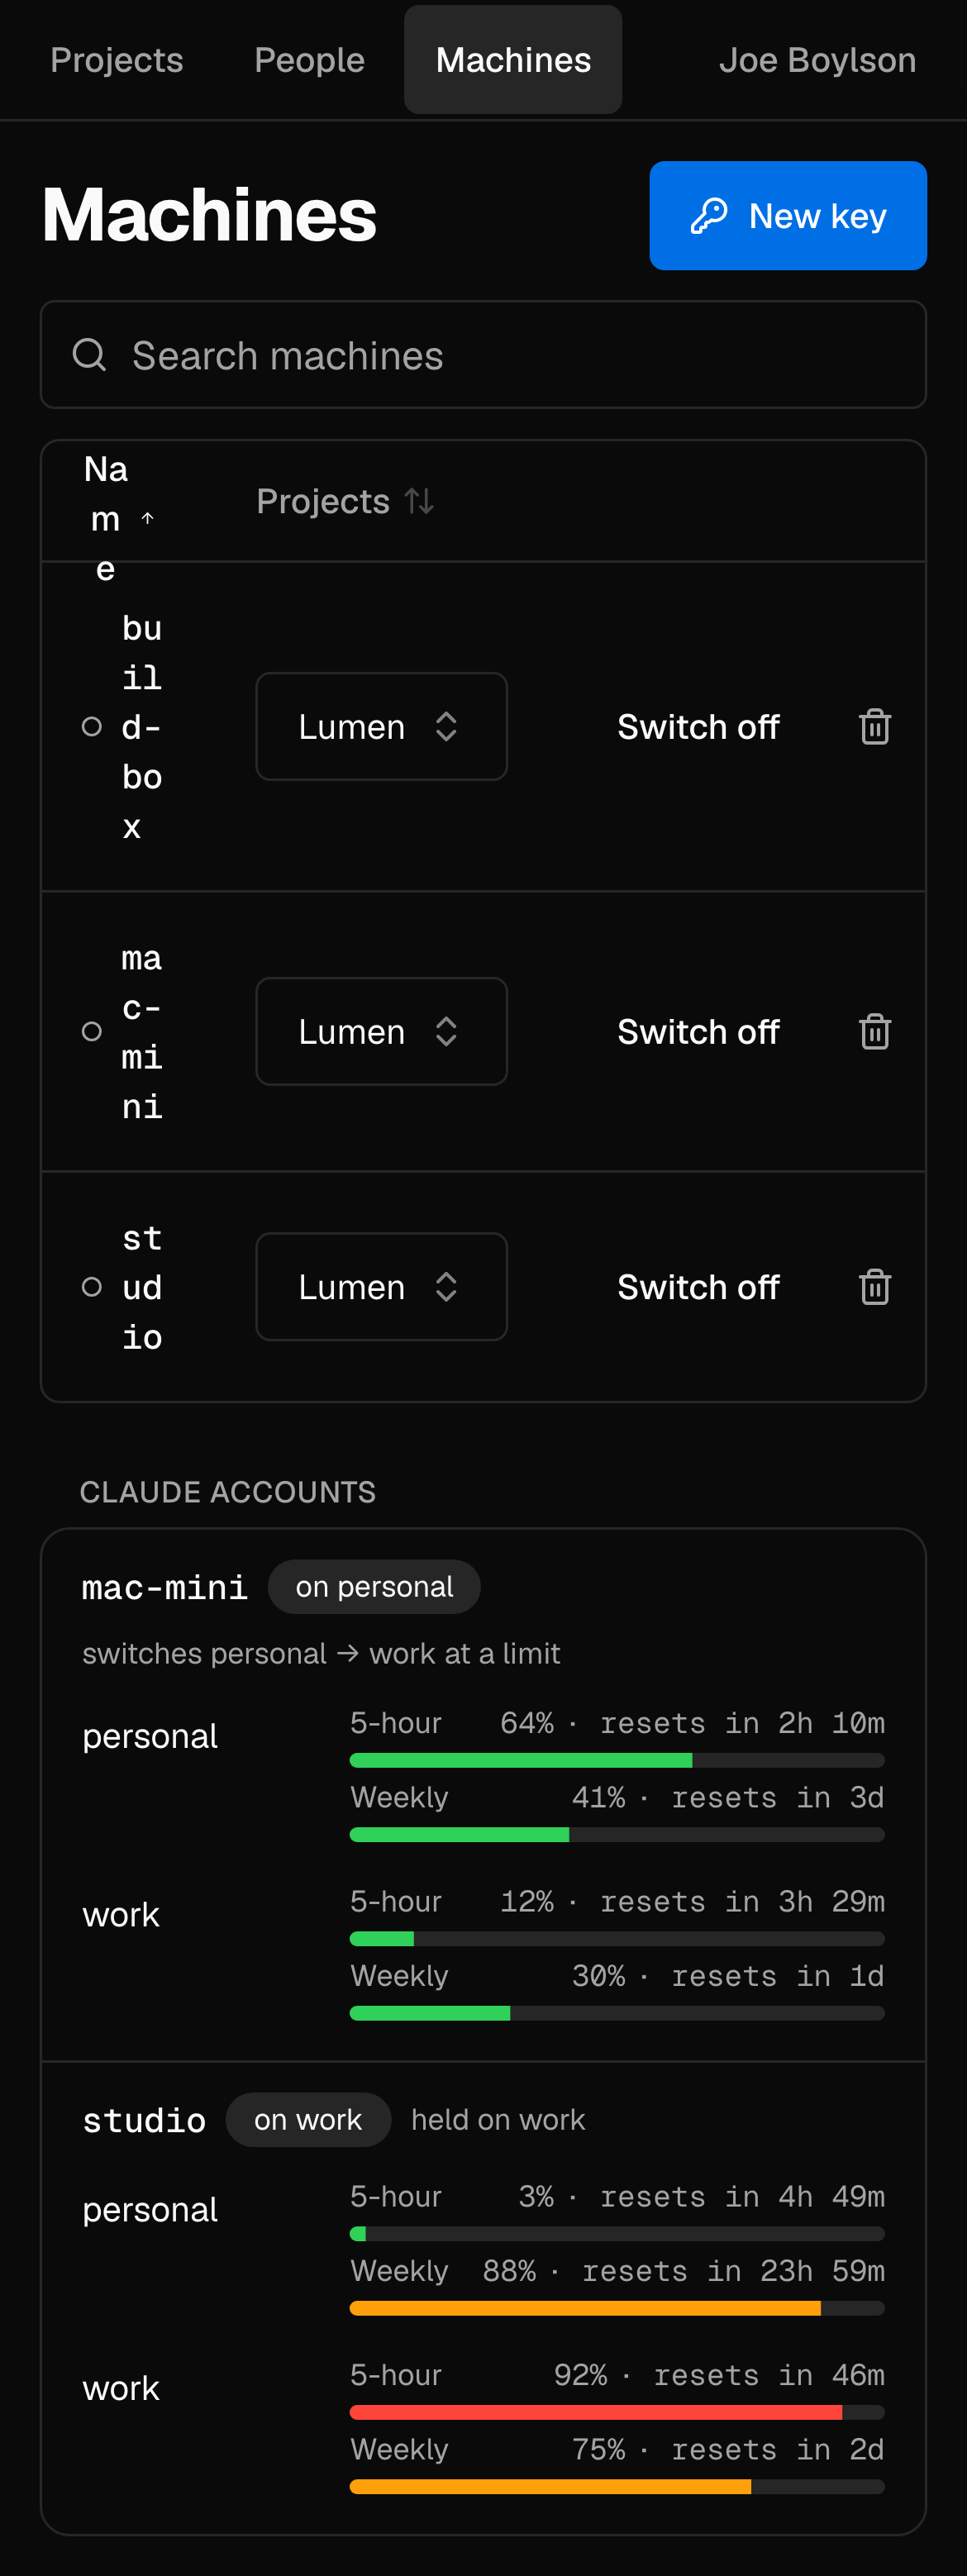 Projects People Machines Joe Boylson
Machines
New key
Search machines
Na
m
e
Projects
bu
il
d-
bo
x
Lumen
Switch off
ma
c-
mi
ni
Lumen
Switch off
st
ud
io
Lumen
Switch off
CLAUDE ACCOUNTS
mac-mini on personal
switches personal → work at a limit
personal
5-hour 64% · resets in 2h 10m
Weekly 41% · resets in 3d
work
5-hour 12% · resets in 3h 29m
Weekly 30% · resets in 1d
studio on work held on work
personal
5-hour 3% · resets in 4h 49m
Weekly 88% · resets in 23h 59m
work
5-hour 92% · resets in 46m
Weekly 75% · resets in 2d